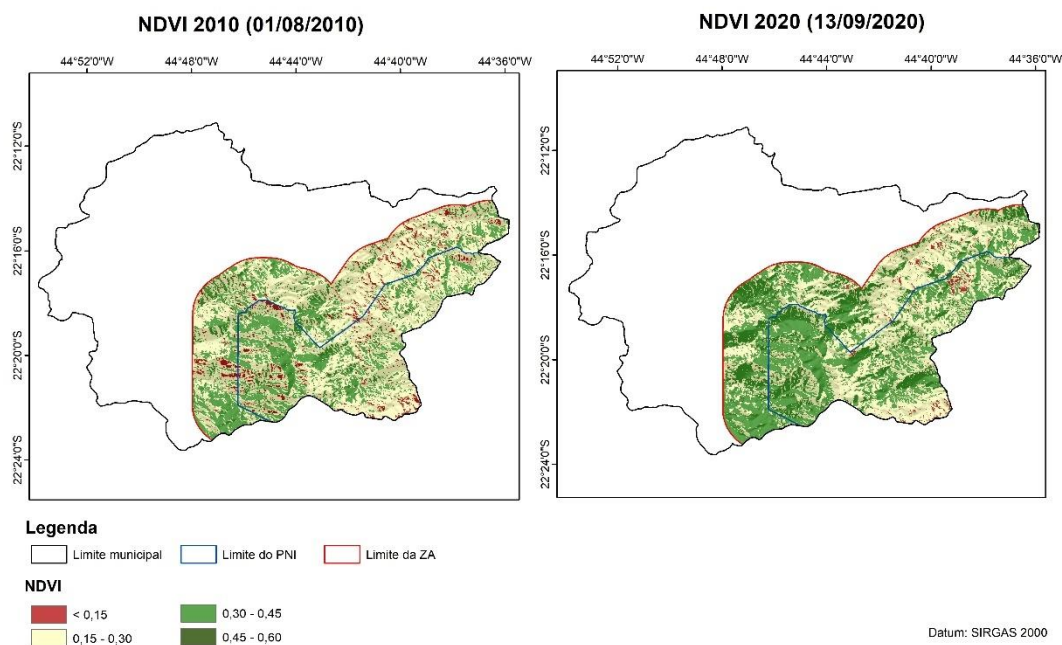 NDVI 2010 (01/08/2010)
44°52'0"W 44°48'0"W 44°44'0"W 44°40'0"W 44°36'0"W
22°12'0"S
22°16'0"S
22°20'0"S
22°24'0"S
NDVI 2020 (13/09/2020)
44°52'0"W 44°48'0"W 44°44'0"W 44°40'0"W 44°36'0"W
22°12'0"S
22°16'0"S
22°20'0"S
22°24'0"S
Legenda
Limite municipal Limite do PNI Limite da ZA
NDVI
< 0,15 0,30 - 0,45
0,15 - 0,30 0,45 - 0,60
Datum: SIRGAS 2000